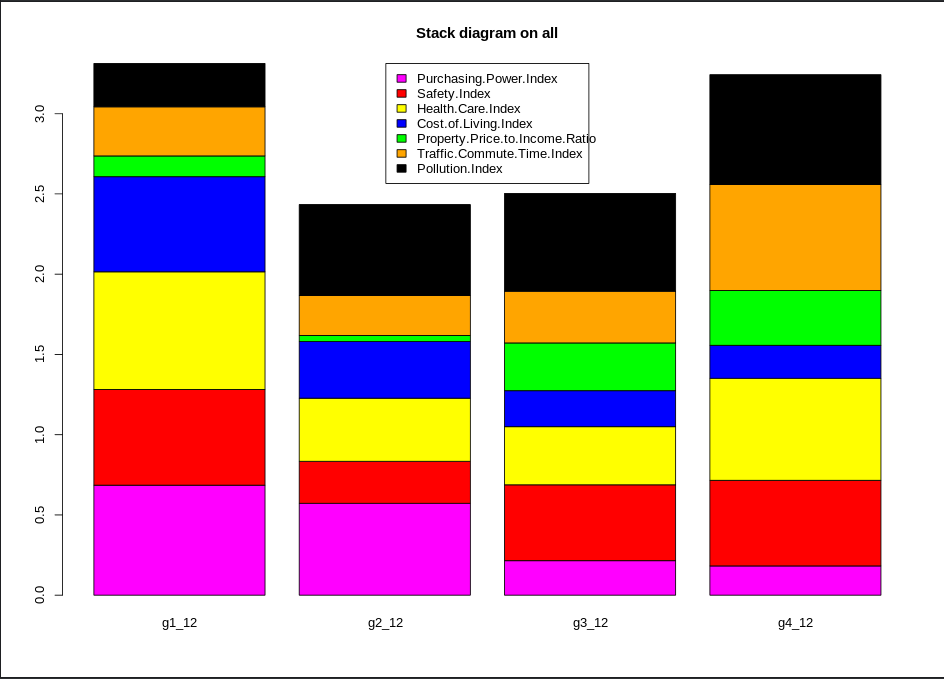 Stack diagram on all
Purchasing.Power.Index
Safety.Index
Health.Care.Index
Cost.of.Living.Index
Property.Price.to.Income.Ratio
Traffic.Commute.Time.Index
Pollution.Index
3.0
2.5
2.0
1.5
1.0
0.5
0.0
g1_12 g2_12 g3_12 g4_12